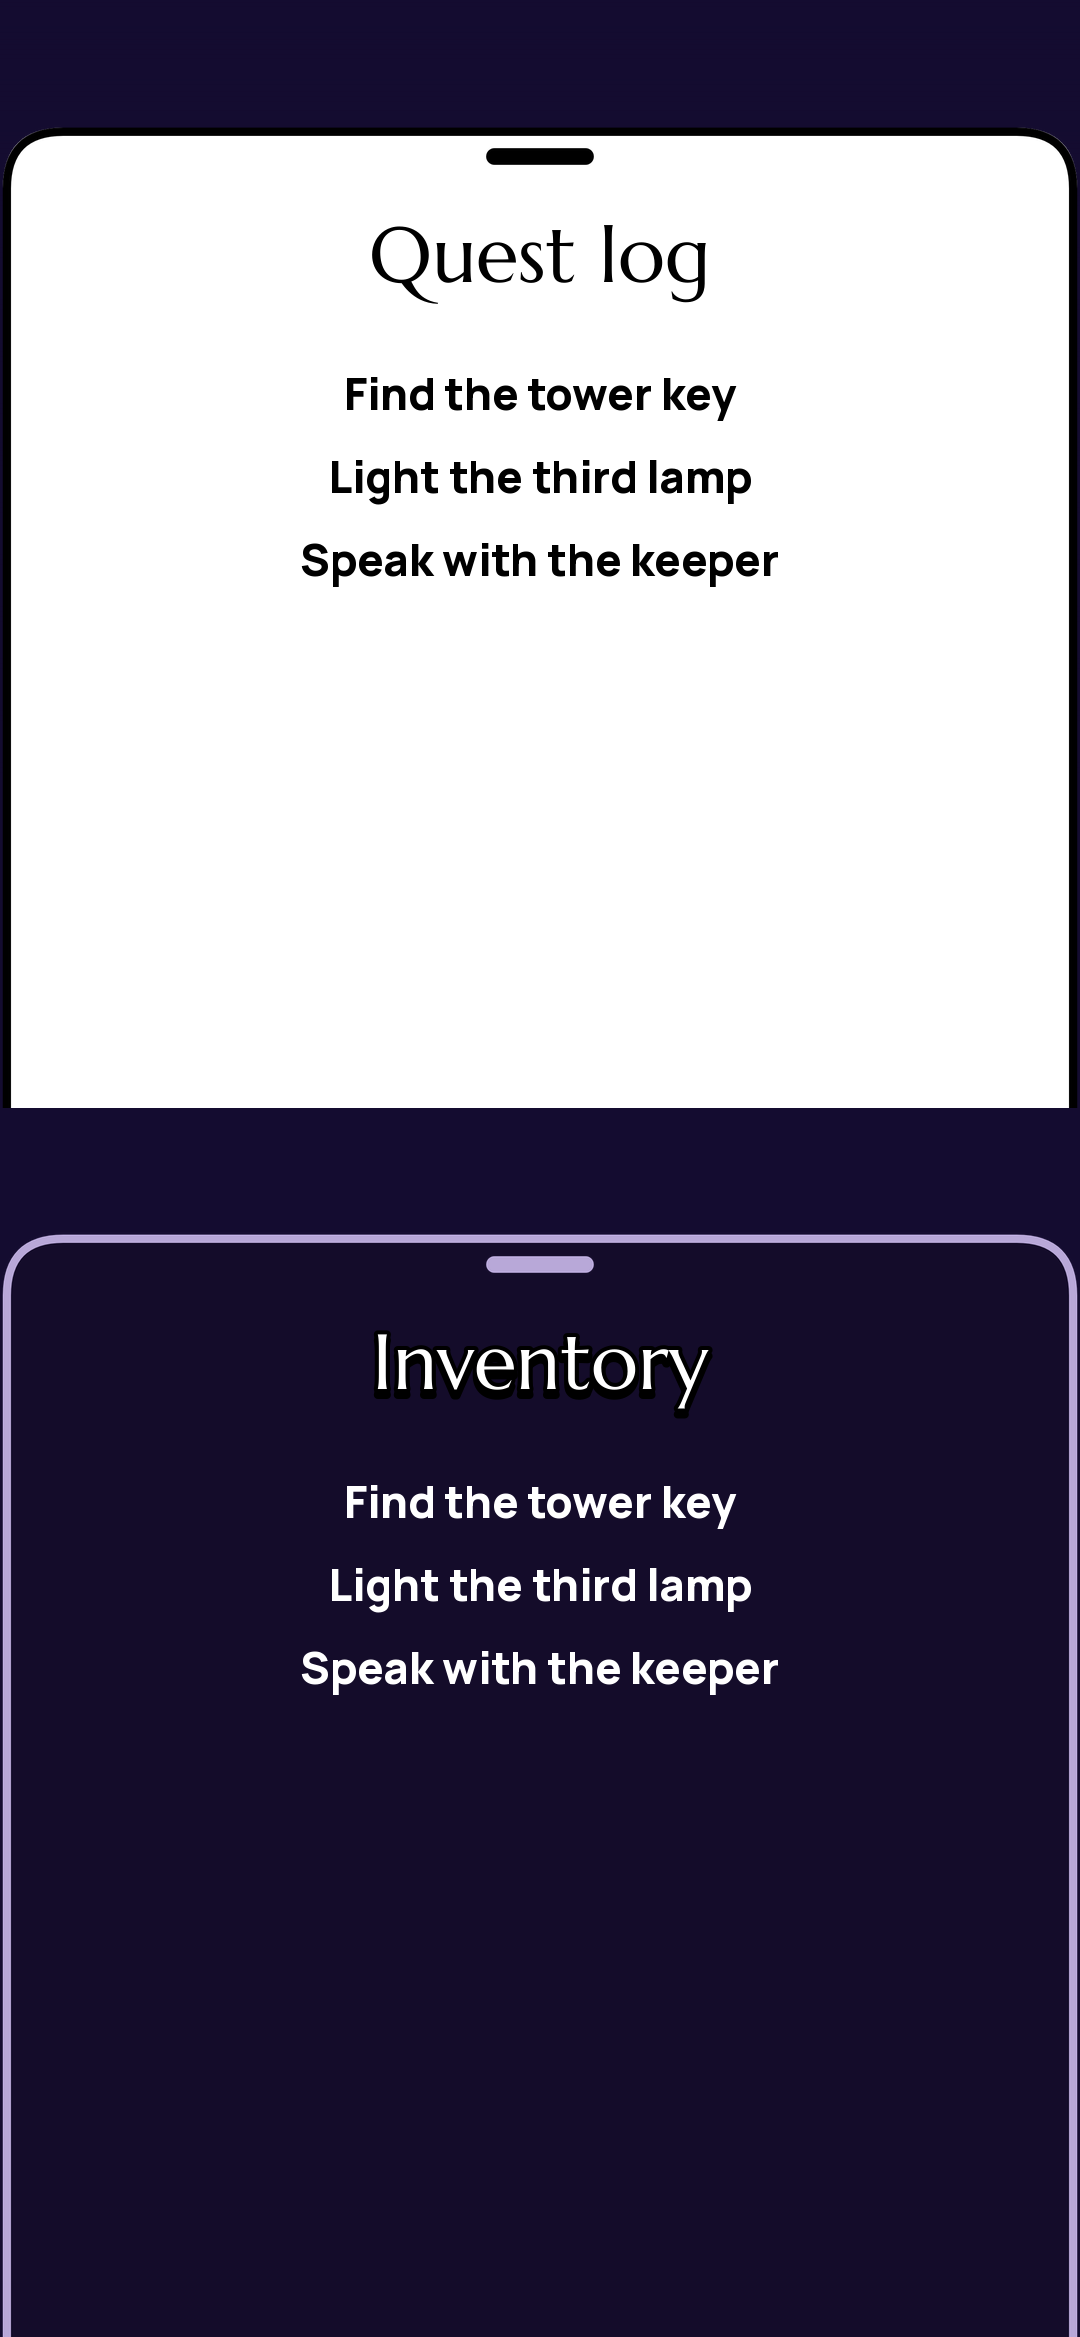 Quest log
Find the tower key
Light the third lamp
Speak with the keeper
Inventory
Find the tower key
Light the third lamp
Speak with the keeper